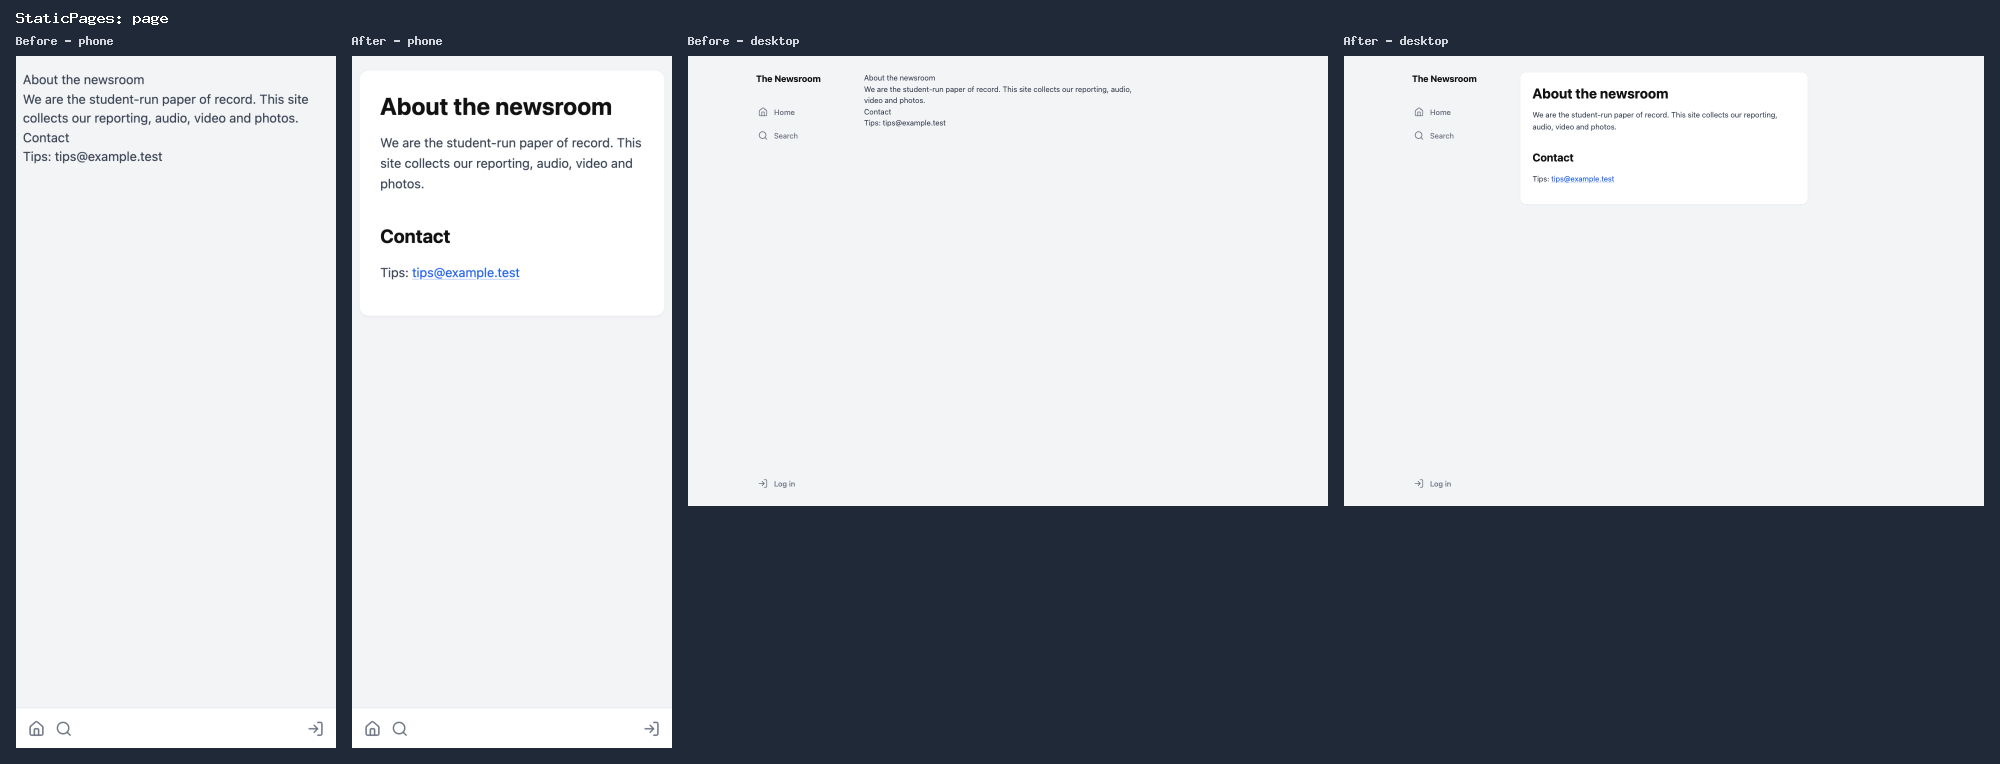 StaticPages: page
Before - phone
About the newsroom
We are the student-run paper of record. This site
collects our reporting, audio, video and photos.
Contact
Tips: tips@example.test
After - phone
About the newsroom
We are the student-run paper of record. This
site collects our reporting, audio, video and
photos.
Contact
Tips: tips@example.test
Before - desktop
The Newsroom
Home
Search
Log in
About the newsroom
We are the student-run paper of record. This site collects our reporting, audio,
video and photos.
Contact
Tips: tips@example.test
After - desktop
The Newsroom
Home
Search
Log in
About the newsroom
We are the student-run paper of record. This site collects our reporting,
audio, video and photos.
Contact
Tips: tips@example.test